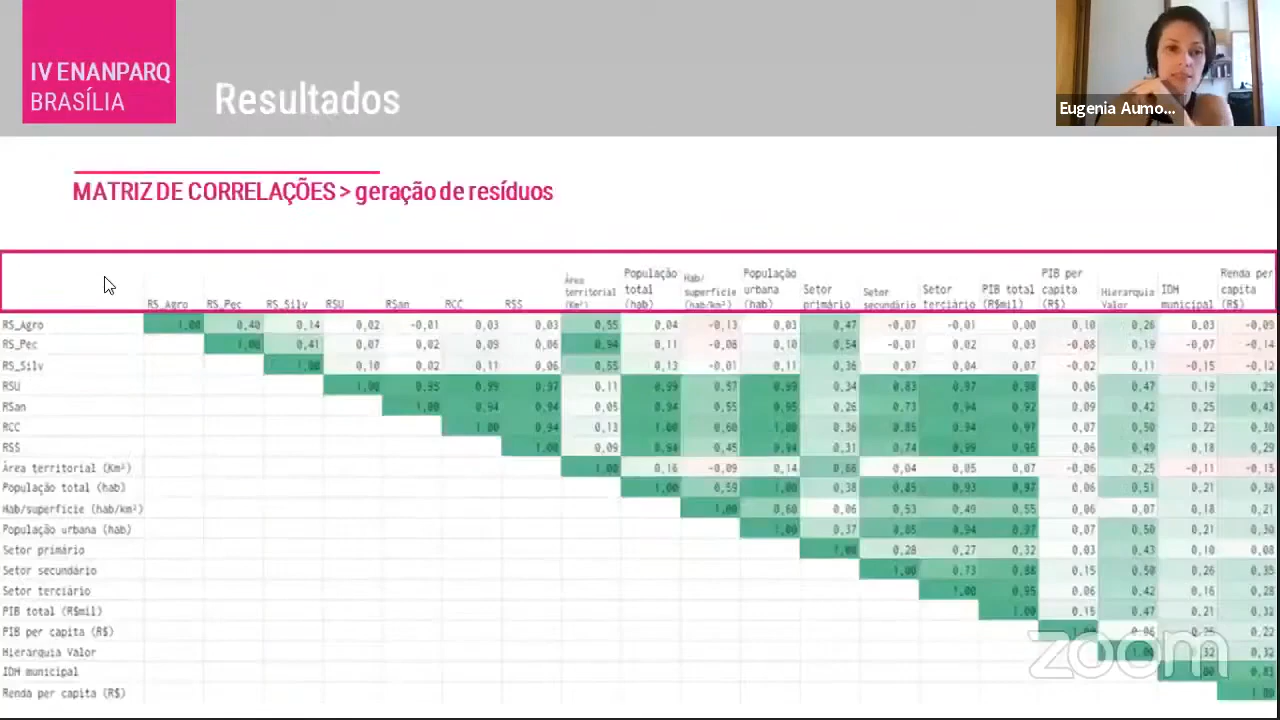 IV ENANPARQ
BRASÍLIA
Resultados
Eugenia Aumo...
MATRIZ DE CORRELAÇÕES > geração de resíduos
RS_Agro RS_Pec RS_Silv RSU RSan RCC RSS Área territorial (Km²) População total (hab) Hab/superfície (hab/km²) População urbana (hab) Setor primário Setor secundário Setor terciário PIB total (R$mil) PIB per capita (R$) Hierarquia Valor IDH municipal Renda per capita (R$)
RS_Agro 1,00 0,40 0,14 0,02 -0,01 0,03 0,03 0,55 0,04 -0,13 0,03 0,47 -0,07 -0,01 0,00 0,10 0,26 0,03 -0,09
RS_Pec 1,00 0,41 0,07 0,02 0,09 0,06 0,94 0,11 0,10 0,54 -0,01 0,02 0,03 -0,08 0,19 -0,07 -0,14
RS_Silv 1,00 0,10 0,02 0,11 0,06 0,55 0,13 -0,01 0,11 0,36 0,07 0,04 0,07 -0,02 0,11 -0,15 -0,12
RSU 1,00 0,95 0,99 0,97 0,11 0,99 0,57 0,99 0,34 0,83 0,97 0,98 0,06 0,47 0,19 0,29
RSan 1,00 0,94 0,94 0,05 0,94 0,55 0,95 0,26 0,73 0,94 0,92 0,09 0,42 0,25 0,43
RCC 1,00 0,94 0,13 1,00 0,60 1,00 0,36 0,85 0,94 0,97 0,07 0,50 0,22 0,30
RSS 1,00 0,09 0,94 0,45 0,94 0,31 0,74 0,99 0,06 0,49 0,18 0,29
Área territorial (Km²) 1,00 0,16 -0,09 0,14 0,04 0,05 0,07 -0,06 0,25 -0,11 -0,15
População total (hab) 1,00 0,59 1,00 0,38 0,85 0,93 0,97 0,06 0,51 0,21 0,30
Hab/superfície (hab/km²) 1,00 0,60 0,06 0,53 0,49 0,55 0,06 0,07 0,18 0,21
População urbana (hab) 1,00 0,37 0,85 0,94 0,97 0,07 0,50 0,21 0,30
Setor primário 1,00 0,28 0,27 0,32 0,03 0,43 0,10 0,08
Setor secundário 1,00 0,73 0,88 0,15 0,50 0,26 0,35
Setor terciário 1,00 0,95 0,06 0,42 0,16 0,28
PIB total (R$mil) 1,00 0,15 0,47 0,21 0,32
PIB per capita (R$) 0,06 0,22
Hierarquia Valor 0,32
IDH municipal 0,83
Renda per capita (R$) 1,00
zoom